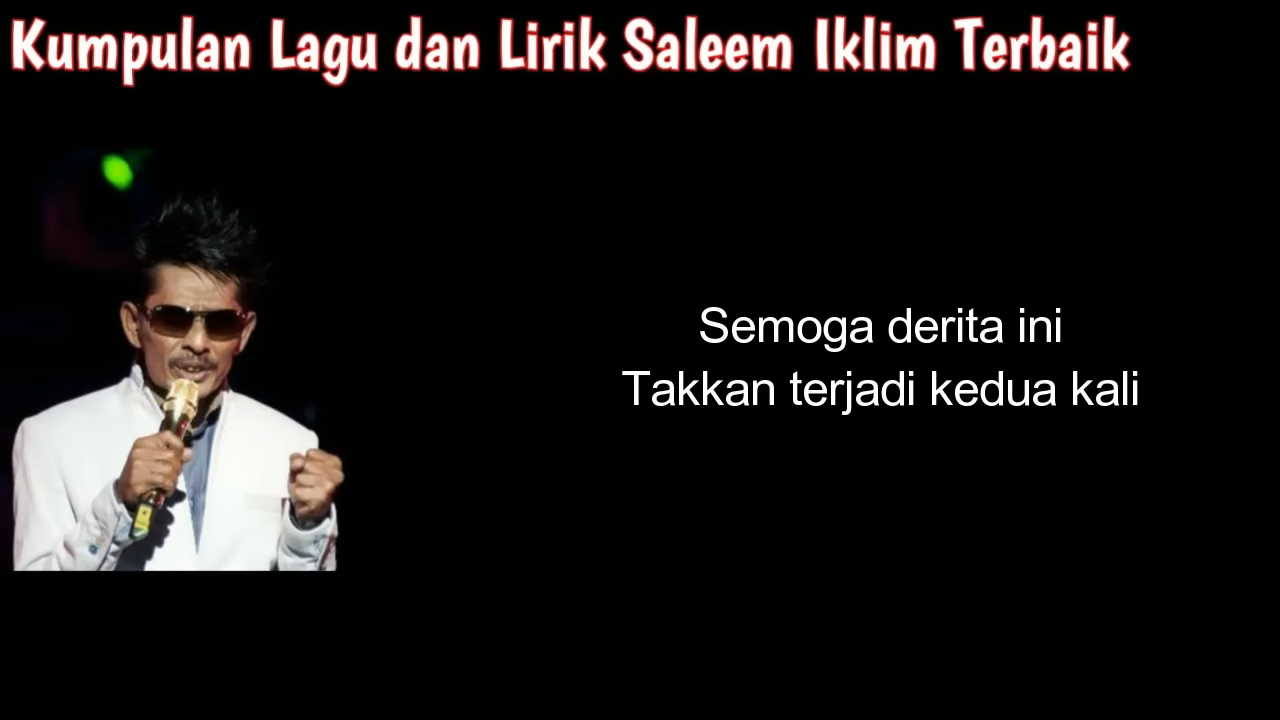 Kumpulan Lagu dan Lirik Saleem Iklim Terbaik
Semoga derita ini
Takkan terjadi kedua kali